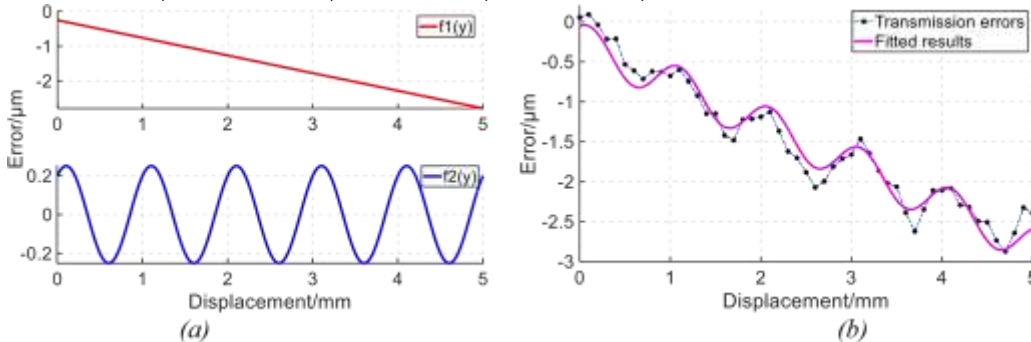 0
-1
-2
f1(y)
0 1 2 3 4 5
Error/μm
0.2
0
-0.2
f2(y)
0 1 2 3 4 5
Displacement/mm
(a)
0
-0.5
-1
-1.5
-2
-2.5
-3
Error/μm
Transmission errors
Fitted results
0 1 2 3 4 5
Displacement/mm
(b)